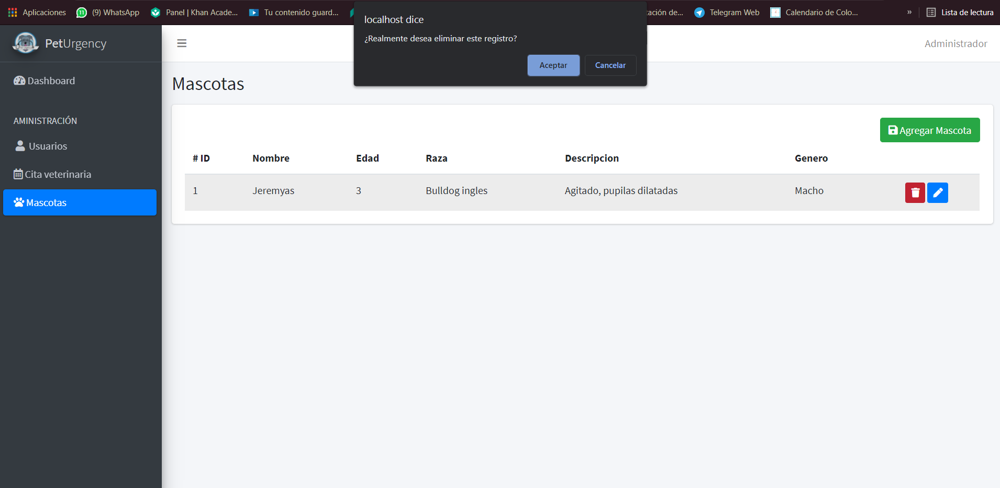 Aplicaciones
11
(9) WhatsApp
Panel | Khan Acade...
Tu contenido guard...
tación de...
Telegram Web
Calendario de Colo...
»
Lista de lectura
localhost dice
¿Realmente desea eliminar este registro?
Aceptar
Cancelar
PetUrgency
Administrador
Dashboard
AMINISTRACIÓN
Usuarios
Cita veterinaria
Mascotas
Mascotas
Agregar Mascota
# ID Nombre Edad Raza Descripcion Genero
1 Jeremyas 3 Bulldog ingles Agitado, pupilas dilatadas Macho